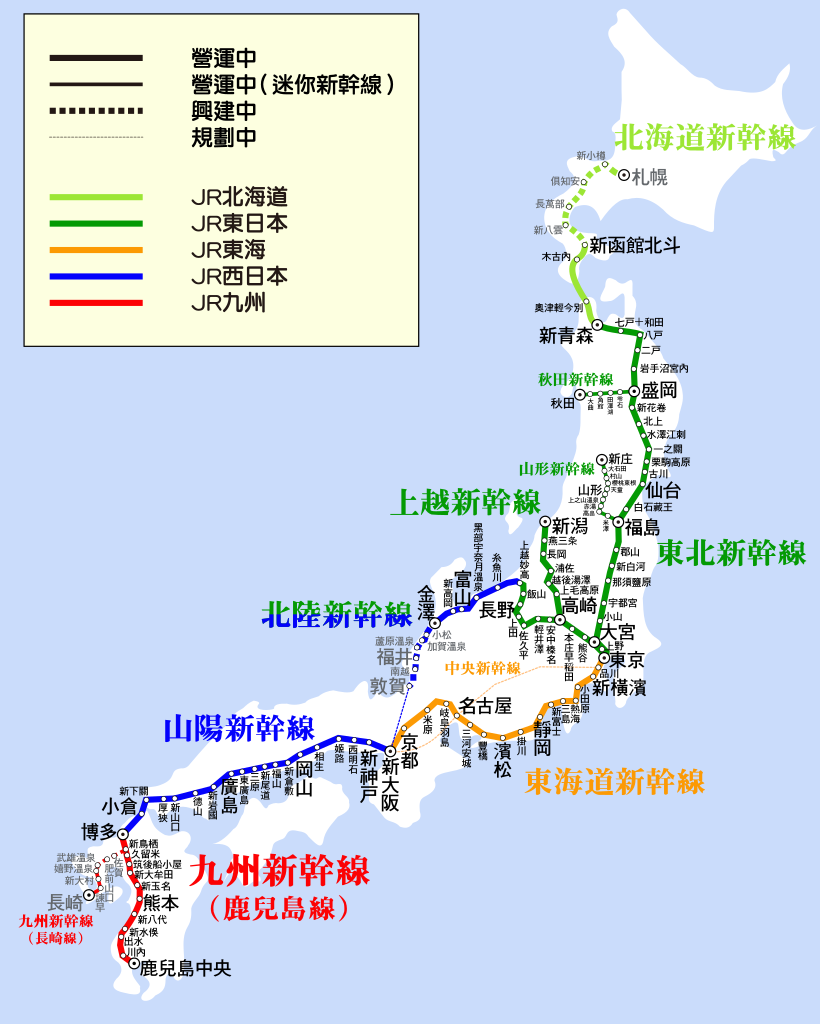 營運中
營運中(迷你新幹線)
興建中
規劃中
JR北海道
JR東日本
JR東海
JR西日本
JR九州
北海道新幹線
新小樽
札幌
俱知安
長萬部
新八雲
新函館北斗
木古內
奧津輕今別
新青森
七戶十和田
八戶
二戶
岩手沼宮內
秋田新幹線
盛岡
秋田
大曲
角館
田澤湖
雫石
新花卷
北上
水澤江刺
一之關
栗駒高原
古川
新庄
大石田
村山
櫻桃東根
天童
山形新幹線
山形
上之山溫泉
赤湯
高畠
米澤
仙台
白石藏王
福島
上越新幹線
新潟
燕三条
長岡
浦佐
越後湯澤
上毛高原
高崎
東北新幹線
郡山
新白河
那須鹽原
宇都宮
小山
大宮
上野
東京
品川
新橫濱
黑部宇奈月溫泉
糸魚川
上越妙高
飯山
長野
上田
佐久平
輕井澤
安中榛名
本庄早稻田
熊谷
富山
新高岡
金澤
北陸新幹線
小松
加賀溫泉
蘆原溫泉
福井
南越
敦賀
中央新幹線
小田原
熱海
三島
新富士
靜岡
掛川
濱松
豐橋
三河安城
名古屋
岐阜羽島
米原
京都
新大阪
東海道新幹線
山陽新幹線
新神戶
西明石
姬路
相生
岡山
新倉敷
福山
新尾道
三原
東廣島
廣島
新岩國
德山
新山口
厚狹
新下關
小倉
博多
新鳥栖
久留米
筑後船小屋
新大牟田
新玉名
熊本
新八代
新水俁
出水
川內
鹿兒島中央
九州新幹線
(鹿兒島線)
佐賀
肥前山口
武雄溫泉
嬉野溫泉
新大村
諫早
長崎
九州新幹線
(長崎線)